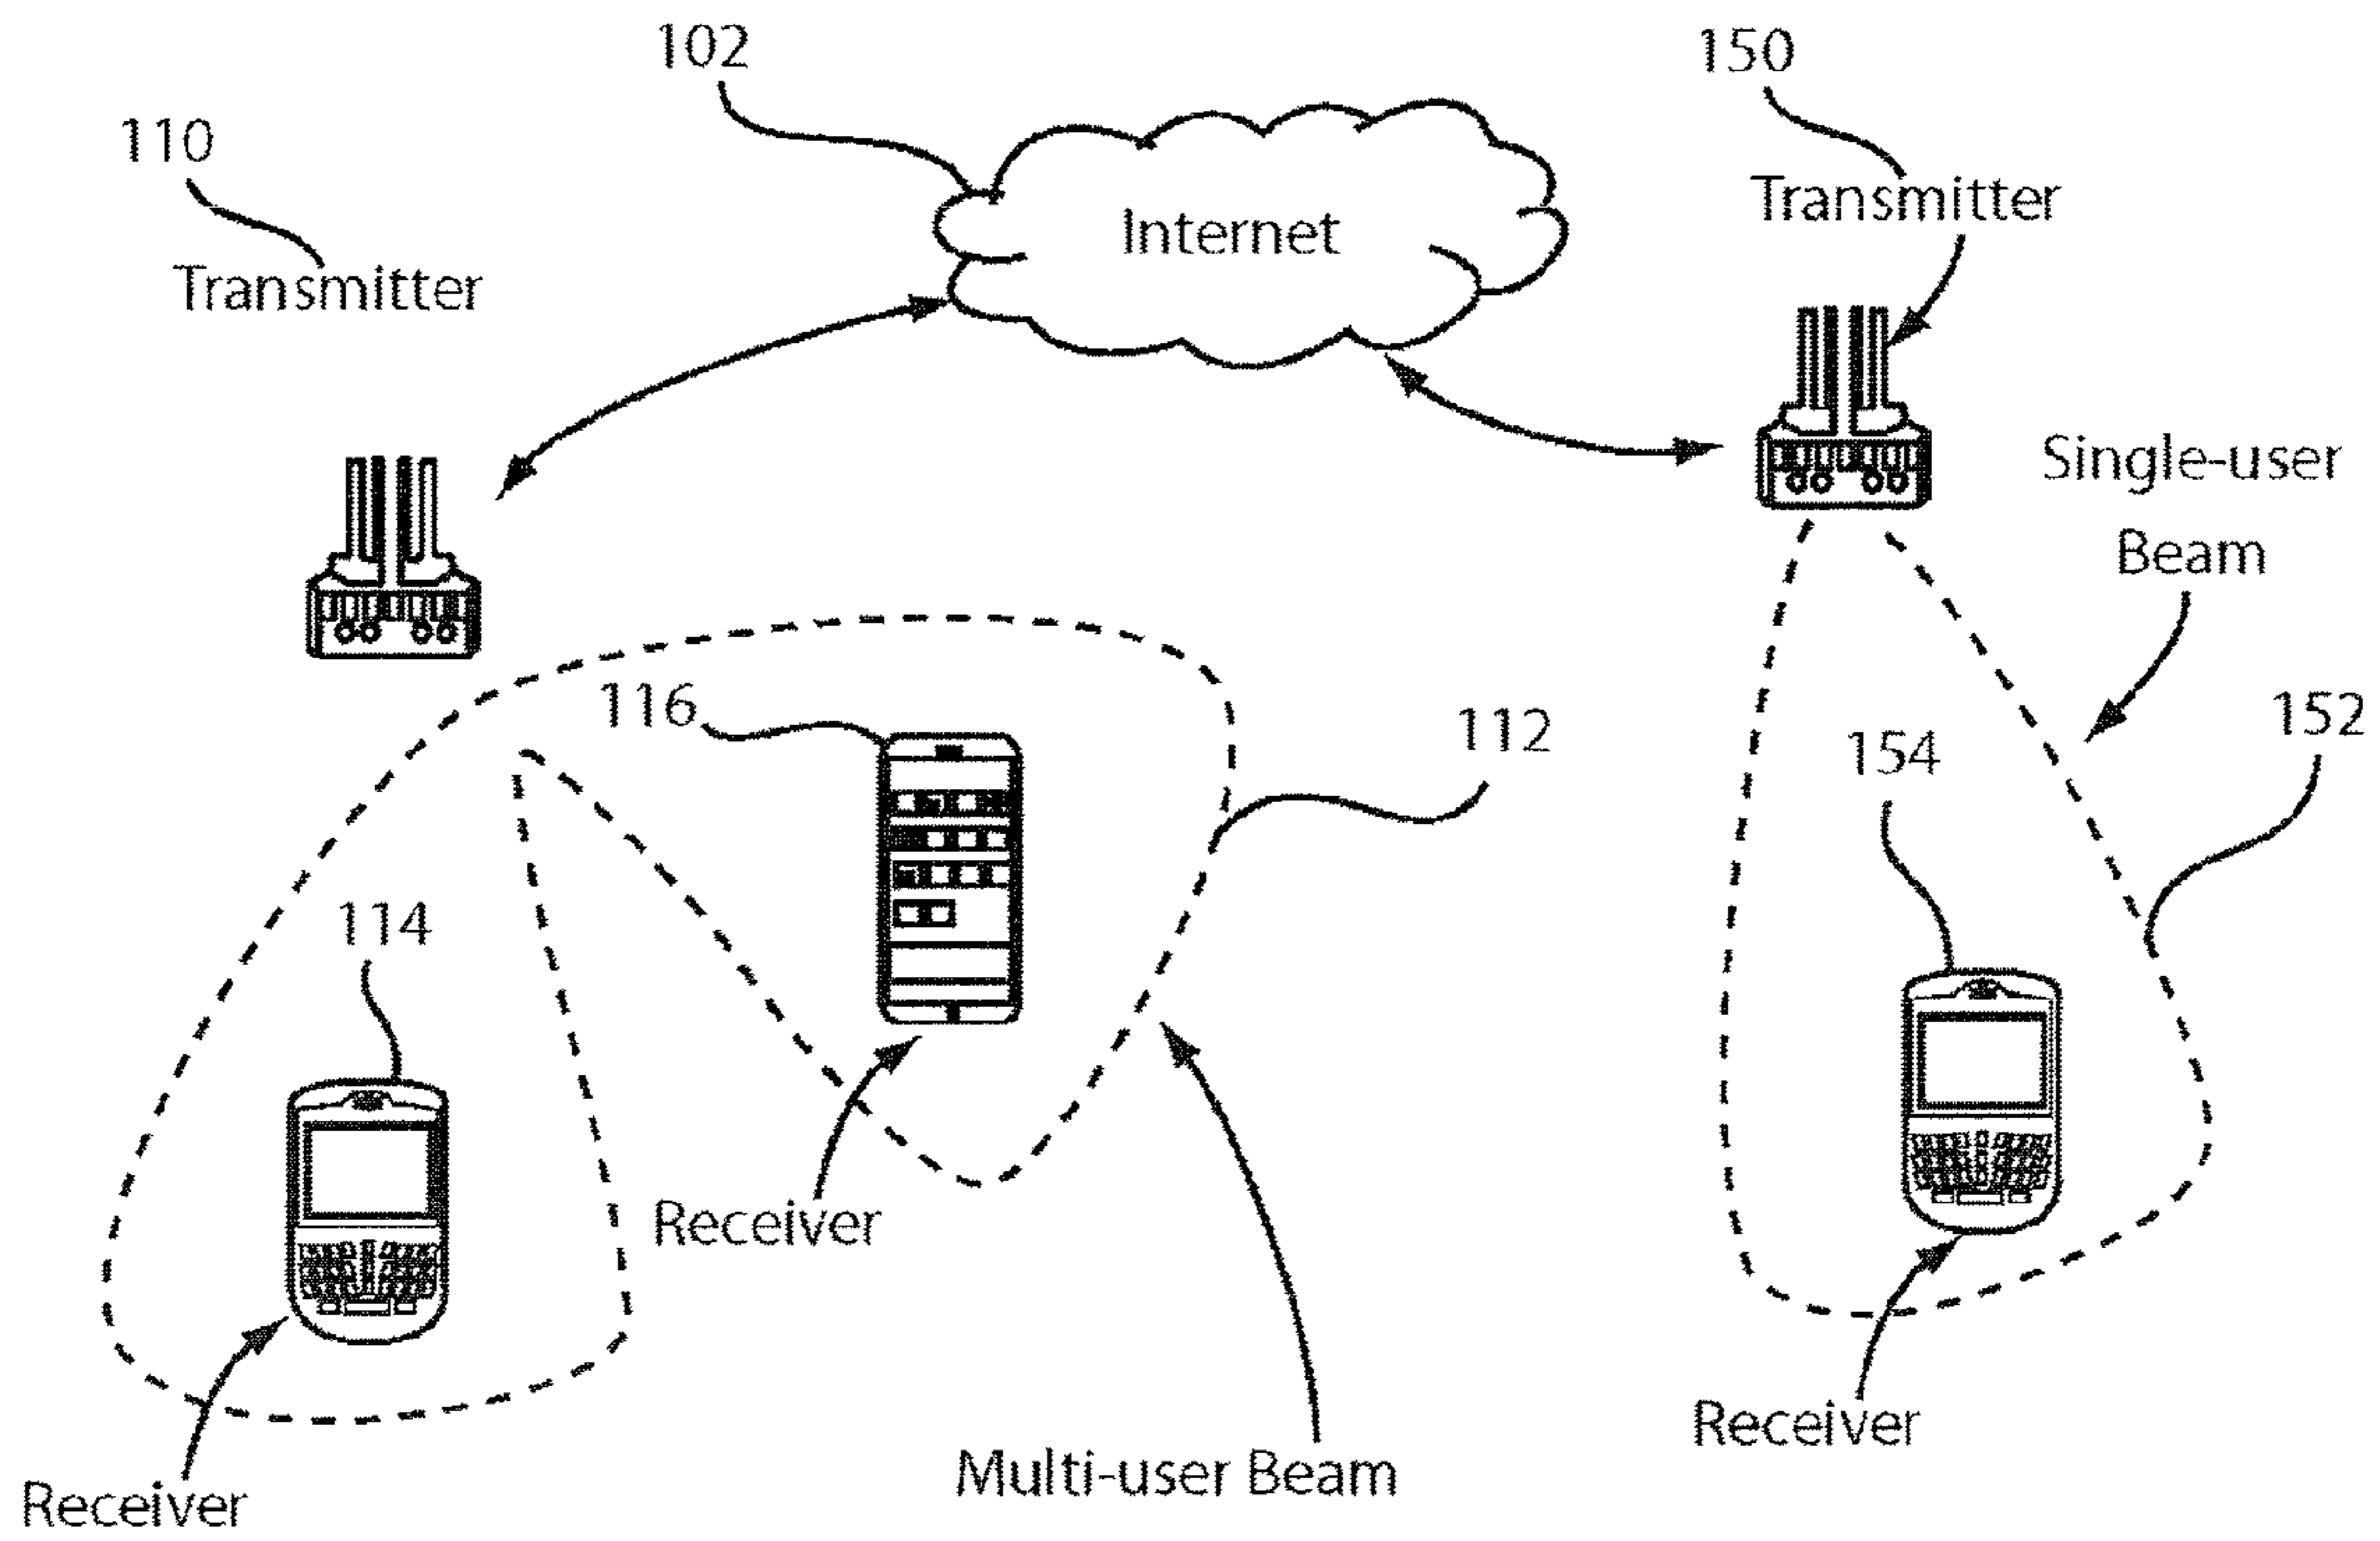 102
150
110
Transmitter
Internet
Transmitter
Single-user
Beam
116
112
152
154
114
Receiver
Multi-user Beam
Receiver
Receiver